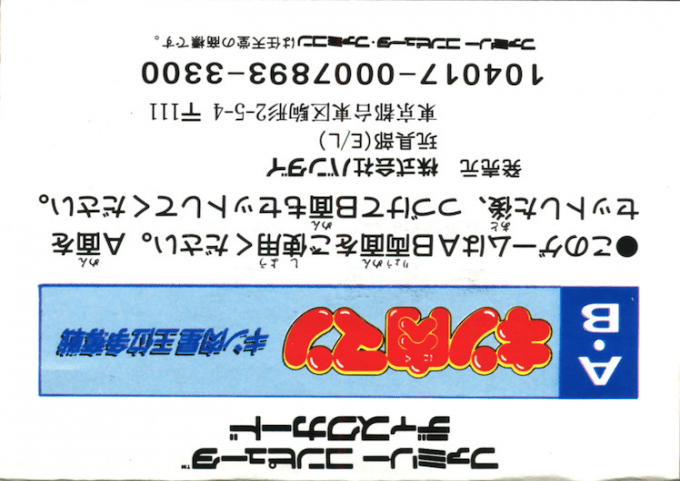 ファミリー コンピュータ™
ディスクカード
A・B キン肉マン キン肉星王位争奪戦
●このゲームはAB両面をご使用ください。A面を
セットした後、つづけてB面もセットしてください。
発売元 株式会社バンダイ
玩具部(E/L)
東京都台東区駒形2-5-4 〒111
104017-0007893-3300
ファミリーコンピュータ・ファミコンは任天堂の商標です。